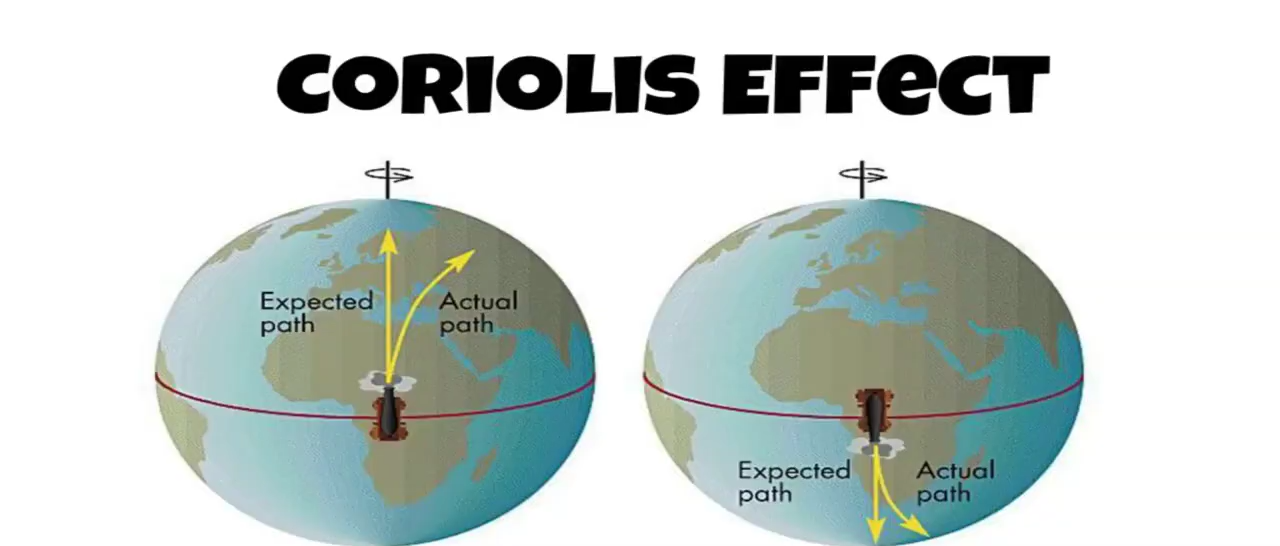 CORIOLIS EFFECT
Expected
path
Actual
path
Expected
path
Actual
path